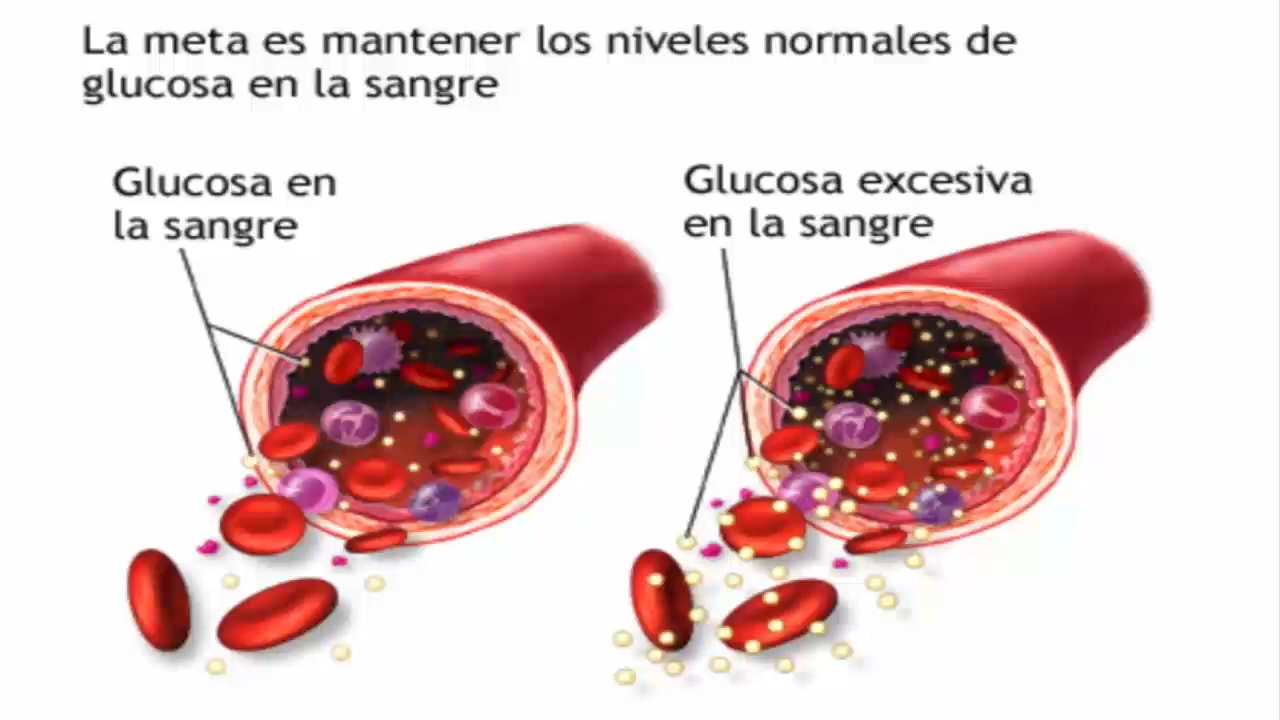 La meta es mantener los niveles normales de
glucosa en la sangre
Glucosa en
la sangre
Glucosa excesiva
en la sangre